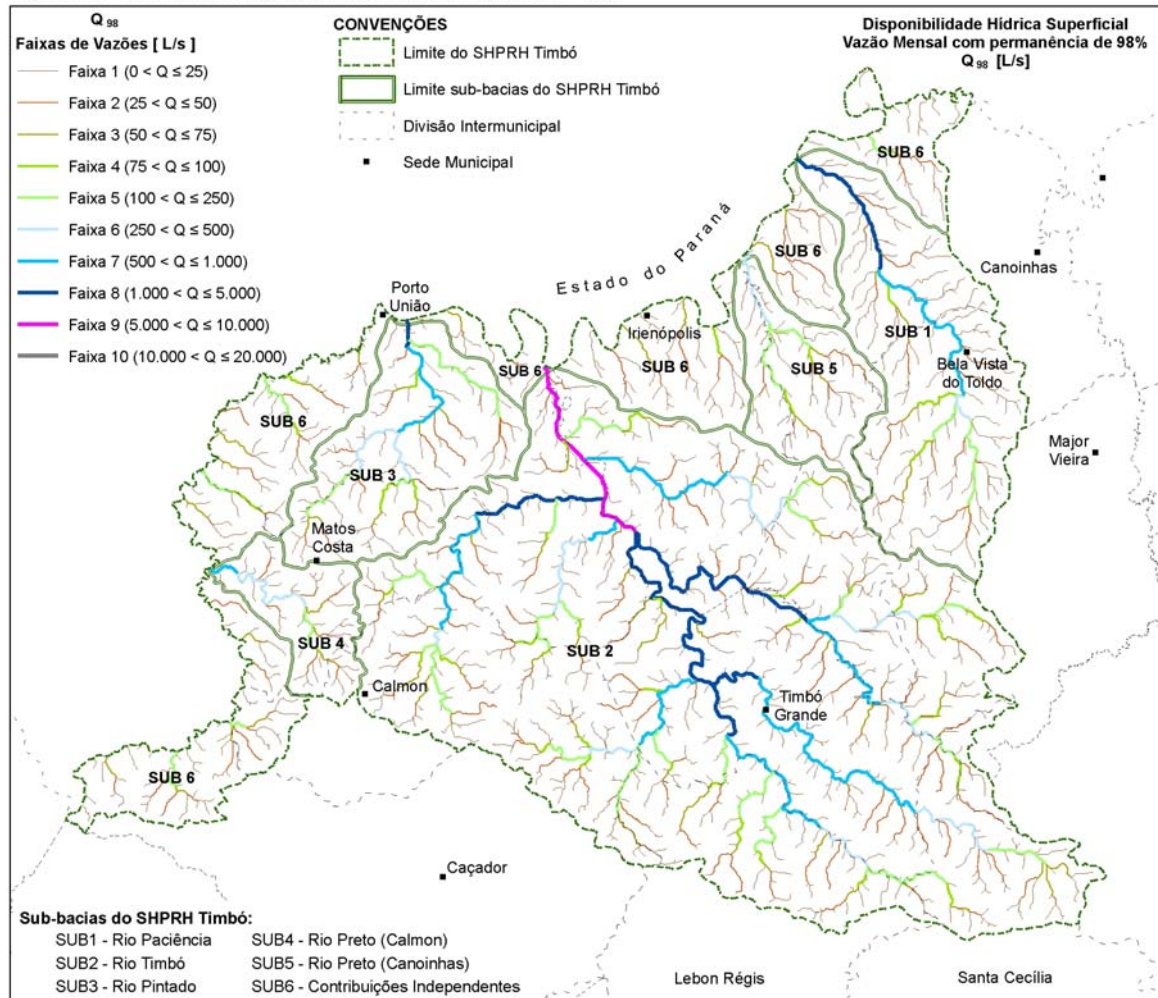 Q98
Faixas de Vazões [ L/s ]
Faixa 1 (0 < Q ≤ 25)
Faixa 2 (25 < Q ≤ 50)
Faixa 3 (50 < Q ≤ 75)
Faixa 4 (75 < Q ≤ 100)
Faixa 5 (100 < Q ≤ 250)
Faixa 6 (250 < Q ≤ 500)
Faixa 7 (500 < Q ≤ 1.000)
Faixa 8 (1.000 < Q ≤ 5.000)
Faixa 9 (5.000 < Q ≤ 10.000)
Faixa 10 (10.000 < Q ≤ 20.000)
CONVENÇÕES
Limite do SHPRH Timbó
Limite sub-bacias do SHPRH Timbó
Divisão Intermunicipal
Sede Municipal
Disponibilidade Hídrica Superficial
Vazão Mensal com permanência de 98%
Q98 [L/s]
SUB 6
Canoinhas
Estado do Paraná
SUB 6
Porto
União
Irienópolis
SUB 1
Bela Vista
do Toldo
SUB 6
SUB 6
SUB 5
SUB 6
Major
Vieira
SUB 3
Matos
Costa
SUB 4
SUB 2
Calmon
Timbó
Grande
SUB 6
Caçador
Lebon Régis
Santa Cecília
Sub-bacias do SHPRH Timbó:
SUB1 - Rio Paciência
SUB2 - Rio Timbó
SUB3 - Rio Pintado
SUB4 - Rio Preto (Calmon)
SUB5 - Rio Preto (Canoinhas)
SUB6 - Contribuições Independentes